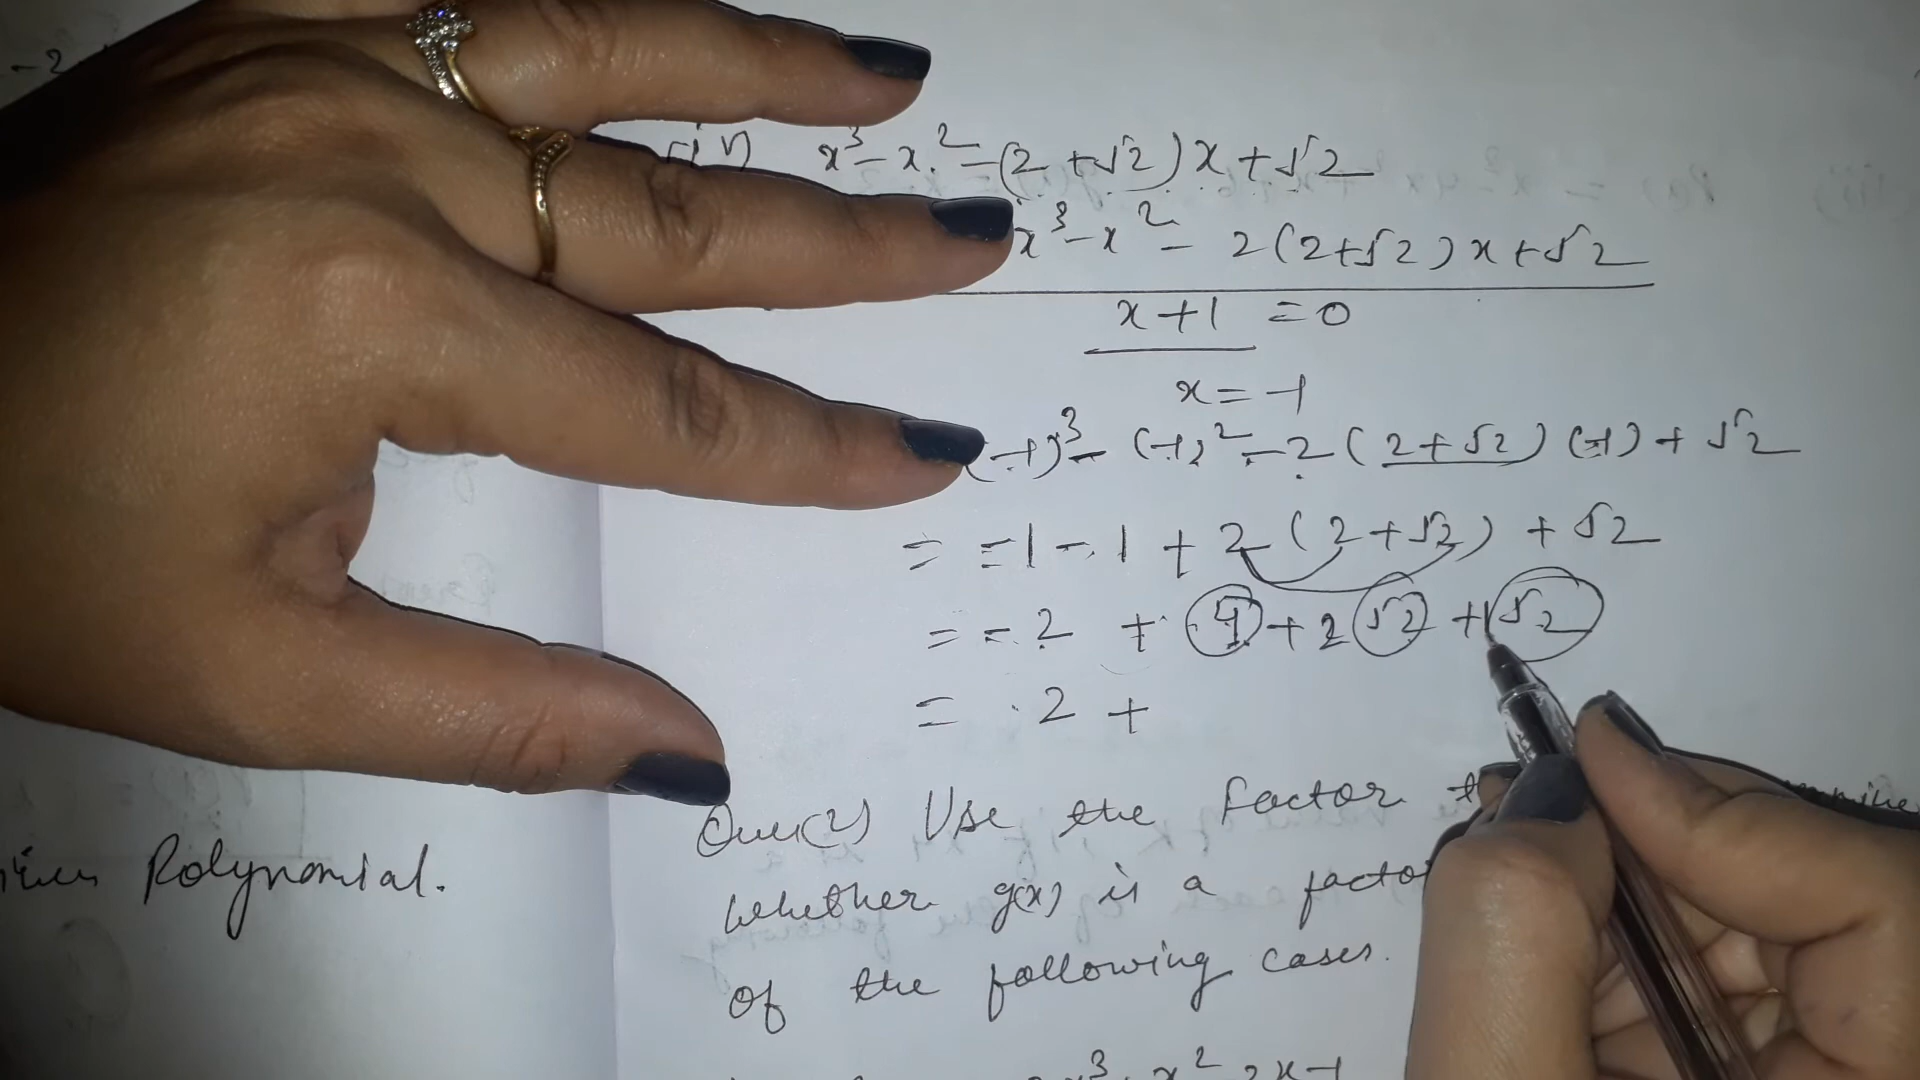 -2
x³-x²-(2+√2)x+√2
x³-x²- 2(2+√2)x+√2
x+1 =0
x=-1
(-1)³- (-1)²-2(2+√2)(-1)+√2
= =1-1+2(2+√2)+√2
= -2 + 4+2√2+√2
= 2+
Que(2) Use the factor
whether g(x) is a
of the following cases.
Polynomial.